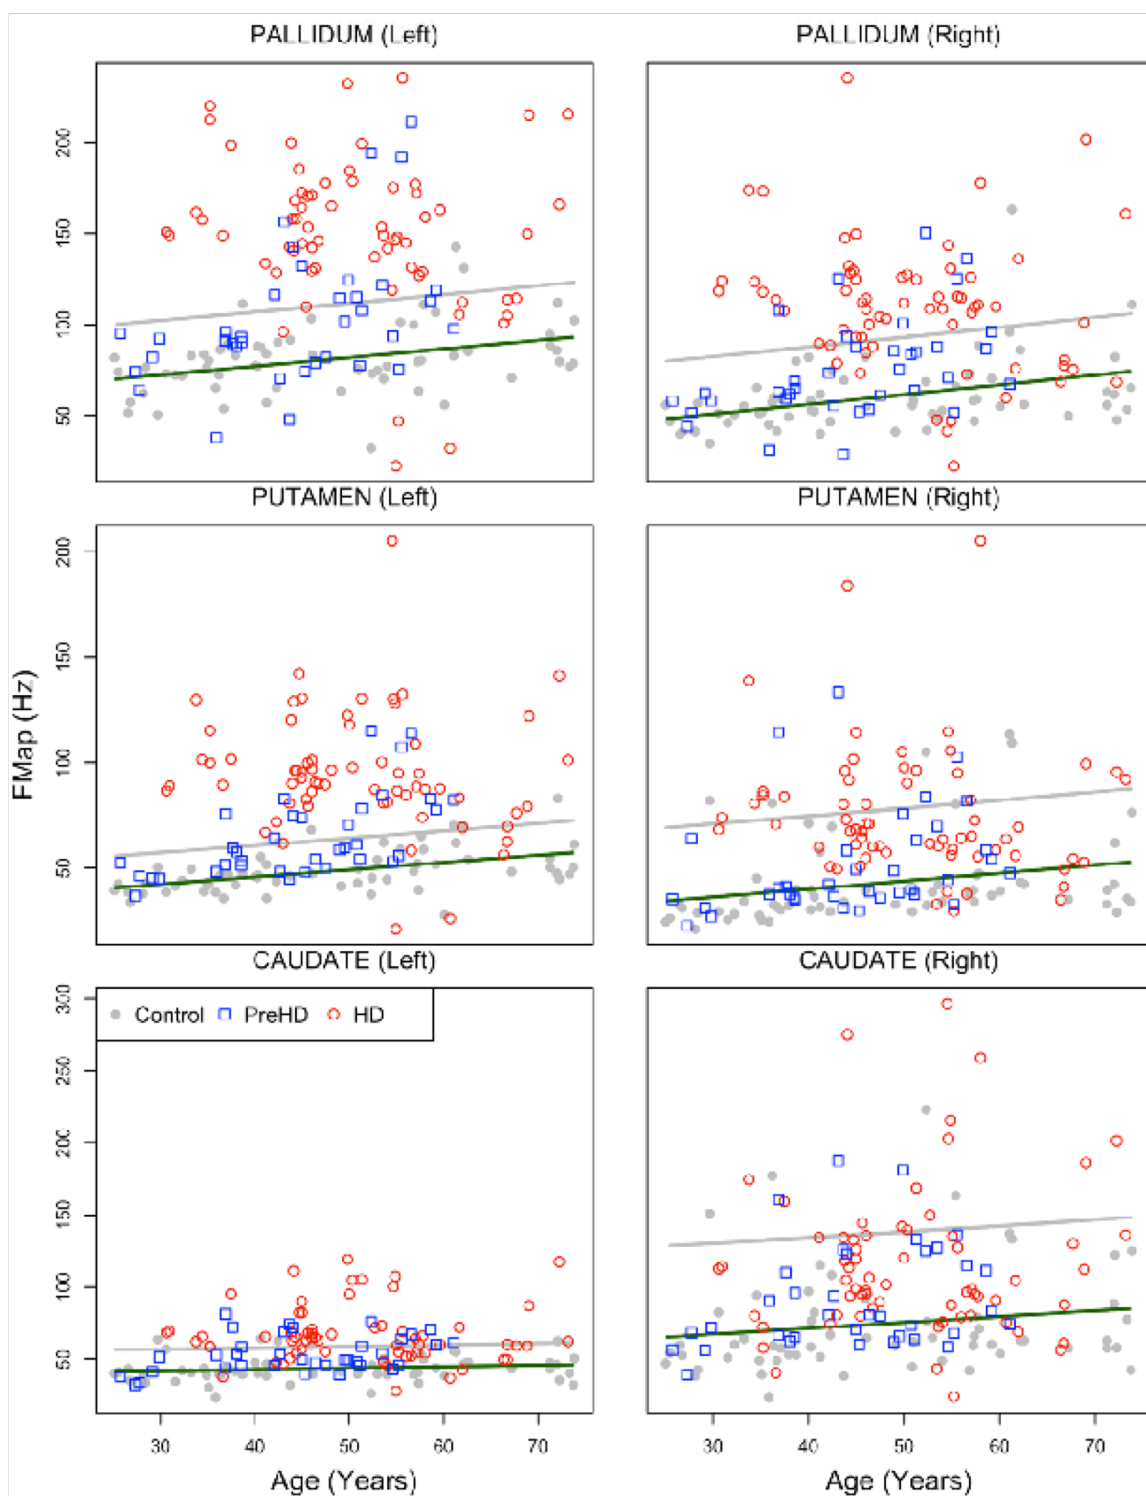 PALLIDUM (Left)
PALLIDUM (Right)
200
150
100
50
PUTAMEN (Left)
PUTAMEN (Right)
FMap (Hz)
200
150
100
50
CAUDATE (Left)
CAUDATE (Right)
Control PreHD HD
300
250
200
150
100
50
30 40 50 60 70
30 40 50 60 70
Age (Years)
Age (Years)